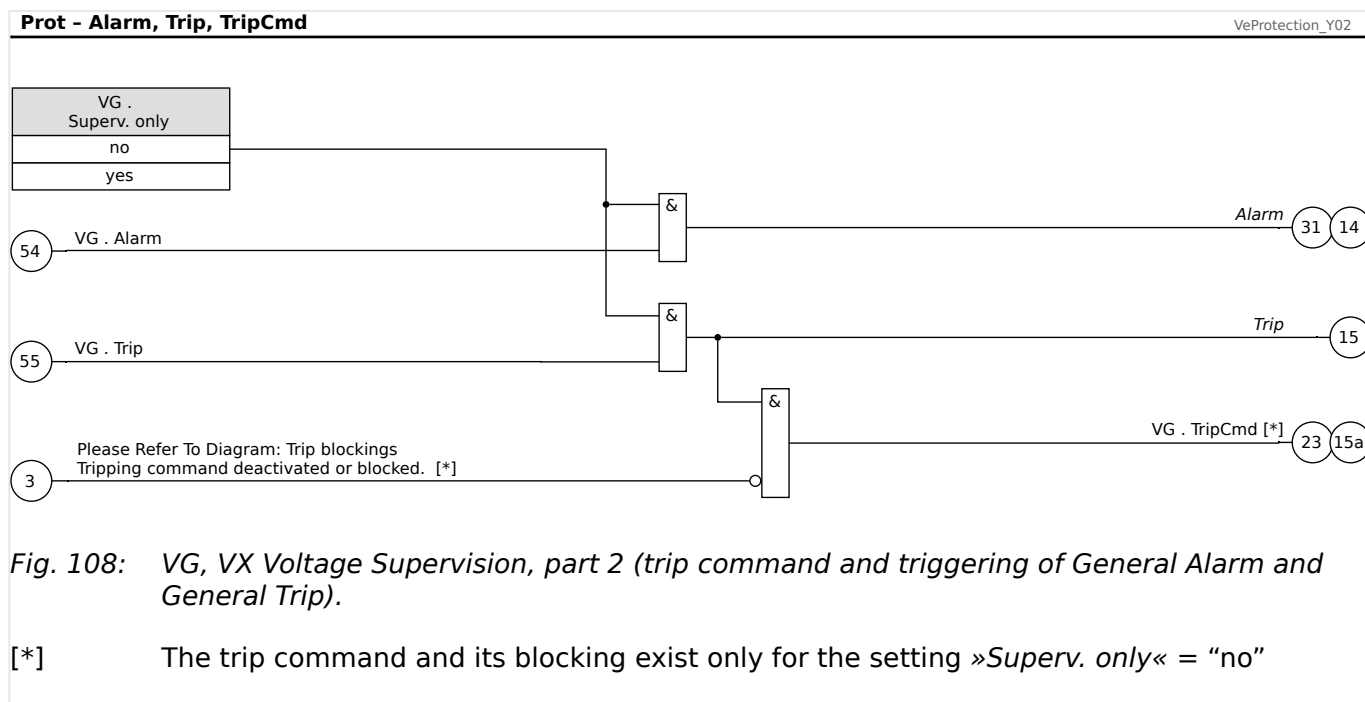 Prot – Alarm, Trip, TripCmd
VeProtection_Y02
VG .
Superv. only
no
yes
&
Alarm
31
14
54
VG . Alarm
&
Trip
15
55
VG . Trip
&
VG . TripCmd [*]
23
15a
3
Please Refer To Diagram: Trip blockings
Tripping command deactivated or blocked. [*]
Fig. 108: VG, VX Voltage Supervision, part 2 (trip command and triggering of General Alarm and
General Trip).
[*] The trip command and its blocking exist only for the setting »Superv. only« = “no”